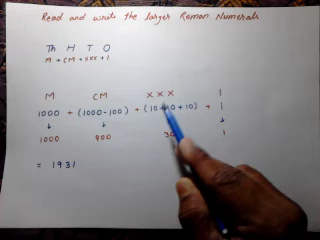 Read and write the larger Roman Numerals
Th H T O
M + CM + XXX + I
M CM X X X I
1000 + (1000-100) + (10+10+10) + 1
↓ ↓ ↓
1000 900 30 1
= 1931